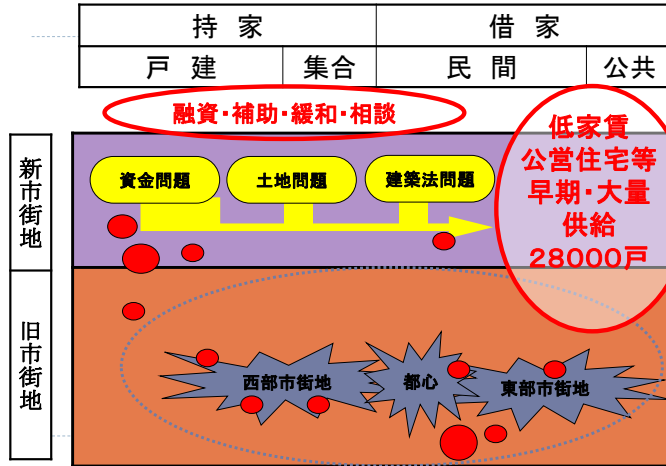 持家
借家
戸建
集合
民間
公共
融資・補助・緩和・相談
低家賃
公営住宅等
早期・大量
供給
28000戸
新市街地
資金問題
土地問題
建築法問題
旧市街地
西部市街地
都心
東部市街地